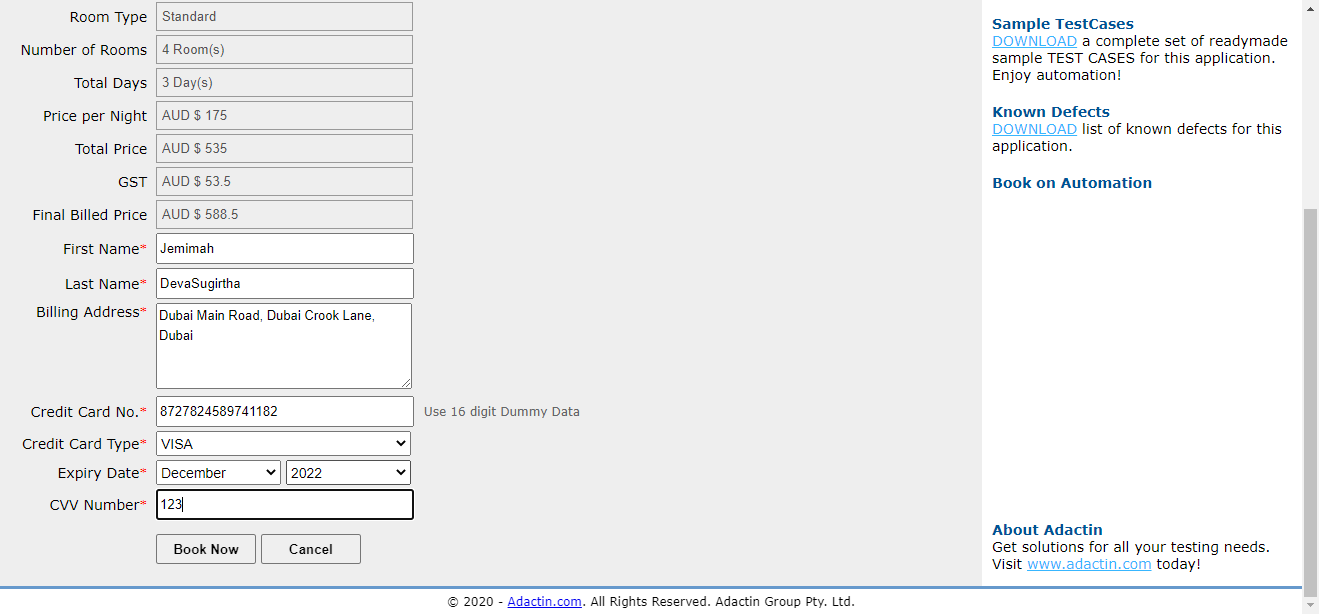 Room Type Standard
Number of Rooms 4 Room(s)
Total Days 3 Day(s)
Price per Night AUD $ 175
Total Price AUD $ 535
GST AUD $ 53.5
Final Billed Price AUD $ 588.5
First Name* Jemimah
Last Name* DevaSugirtha
Billing Address* Dubai Main Road, Dubai Crook Lane,
Dubai
Credit Card No.* 8727824589741182 Use 16 digit Dummy Data
Credit Card Type* VISA
Expiry Date* December 2022
CVV Number* 123
Book Now Cancel
Sample TestCases
DOWNLOAD a complete set of readymade
sample TEST CASES for this application.
Enjoy automation!
Known Defects
DOWNLOAD list of known defects for this
application.
Book on Automation
About Adactin
Get solutions for all your testing needs.
Visit www.adactin.com today!
© 2020 - Adactin.com. All Rights Reserved. Adactin Group Pty. Ltd.